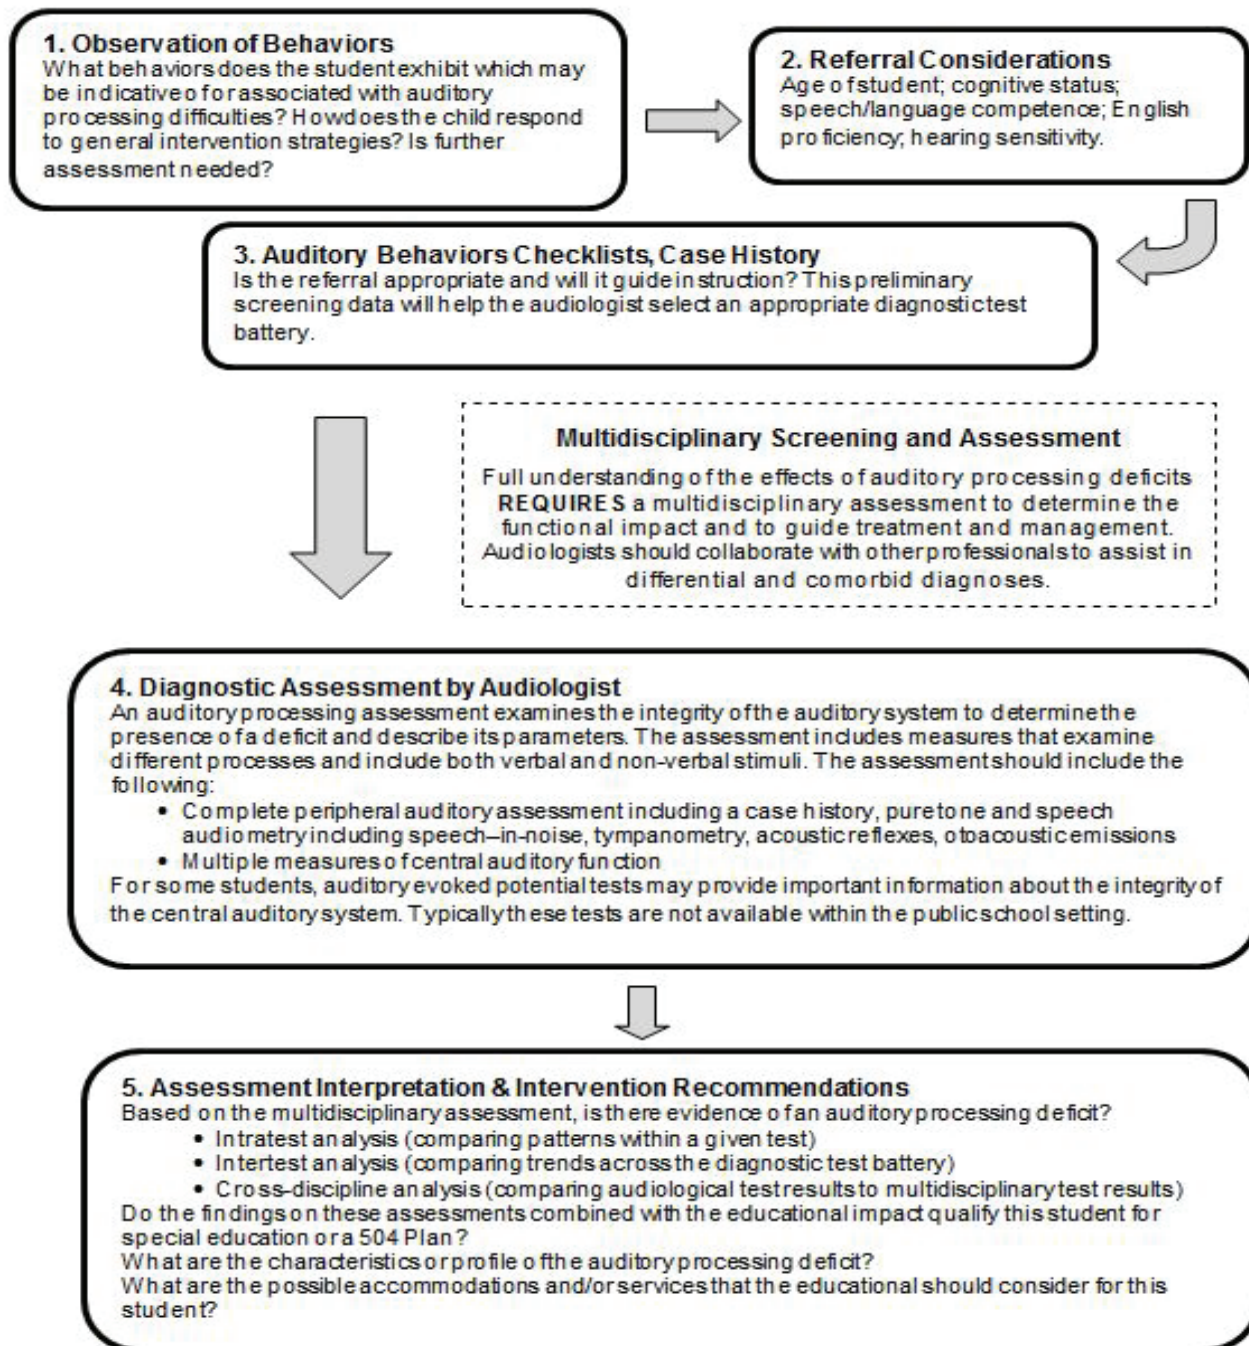 1. Observation of Behaviors
What behaviors does the student exhibit which may
be indicative of or associated with auditory
processing difficulties? How does the child respond
to general intervention strategies? Is further
assessment needed?
2. Referral Considerations
Age of student; cognitive status;
speech/language competence; English
proficiency; hearing sensitivity.
3. Auditory Behaviors Checklists, Case History
Is the referral appropriate and will it guide instruction? This preliminary
screening data will help the audiologist select an appropriate diagnostic test
battery.
Multidisciplinary Screening and Assessment
Full understanding of the effects of auditory processing deficits
REQUIRES a multidisciplinary assessment to determine the
functional impact and to guide treatment and management.
Audiologists should collaborate with other professionals to assist in
differential and comorbid diagnoses.
4. Diagnostic Assessment by Audiologist
An auditory processing assessment examines the integrity of the auditory system to determine the
presence of a deficit and describe its parameters. The assessment includes measures that examine
different processes and include both verbal and non-verbal stimuli. The assessment should include the
following:
• Complete peripheral auditory assessment including a case history, pure tone and speech
audiometry including speech–in-noise, tympanometry, acoustic reflexes, otoacoustic emissions
• Multiple measures of central auditory function
For some students, auditory evoked potential tests may provide important information about the integrity of
the central auditory system. Typically these tests are not available within the public school setting.
5. Assessment Interpretation & Intervention Recommendations
Based on the multidisciplinary assessment, is there evidence of an auditory processing deficit?
• Intratest analysis (comparing patterns within a given test)
• Intertest analysis (comparing trends across the diagnostic test battery)
• Cross-discipline analysis (comparing audiological test results to multidisciplinary test results)
Do the findings on these assessments combined with the educational impact qualify this student for
special education or a 504 Plan?
What are the characteristics or profile of the auditory processing deficit?
What are the possible accommodations and/or services that the educational should consider for this
student?